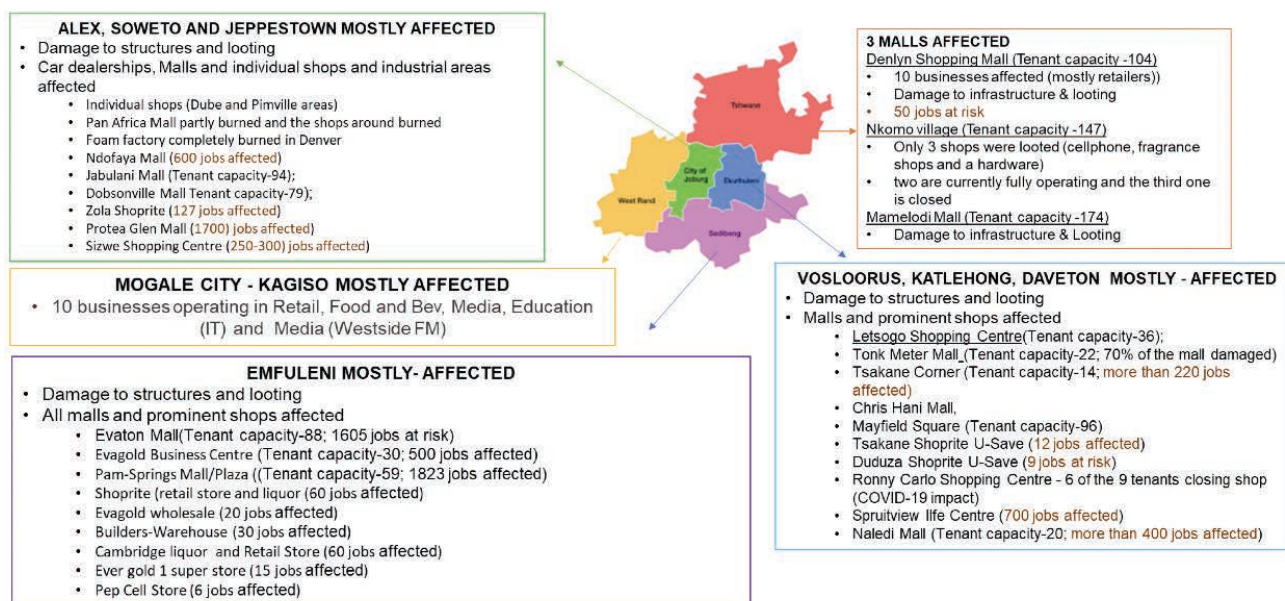 ALEX, SOWETO AND JEPPESTOWN MOSTLY AFFECTED
• Damage to structures and looting
• Car dealerships, Malls and individual shops and industrial areas
affected
• Individual shops (Dube and Pimville areas)
• Pan Africa Mall partly burned and the shops around burned
• Foam factory completely burned in Denver
• Ndofaya Mall (600 jobs affected)
• Jabulani Mall (Tenant capacity-94);
• Dobsonville Mall Tenant capacity-79);
• Zola Shoprite (127 jobs affected)
• Protea Glen Mall (1700) jobs affected)
• Sizwe Shopping Centre (250-300) jobs affected)
MOGALE CITY - KAGISO MOSTLY AFFECTED
• 10 businesses operating in Retail, Food and Bev, Media, Education
(IT) and Media (Westside FM)
EMFULENI MOSTLY- AFFECTED
• Damage to structures and looting
• All malls and prominent shops affected
• Evaton Mall(Tenant capacity-88; 1605 jobs at risk)
• Evagold Business Centre (Tenant capacity-30; 500 jobs affected)
• Pam-Springs Mall/Plaza ((Tenant capacity-59; 1823 jobs affected)
• Shoprite (retail store and liquor (60 jobs affected)
• Evagold wholesale (20 jobs affected)
• Builders-Warehouse (30 jobs affected)
• Cambridge liquor and Retail Store (60 jobs affected)
• Ever gold 1 super store (15 jobs affected)
• Pep Cell Store (6 jobs affected)
Tshwane
City of
Joburg
Ekurhuleni
West Rand
Sedibeng
3 MALLS AFFECTED
Denlyn Shopping Mall (Tenant capacity -104)
• 10 businesses affected (mostly retailers))
• Damage to infrastructure & looting
• 50 jobs at risk
Nkomo village (Tenant capacity -147)
• Only 3 shops were looted (cellphone, fragrance
shops and a hardware)
• two are currently fully operating and the third one
is closed
Mamelodi Mall (Tenant capacity -174)
• Damage to infrastructure & Looting
VOSLOORUS, KATLEHONG, DAVETON MOSTLY - AFFECTED
• Damage to structures and looting
• Malls and prominent shops affected
• Letsogo Shopping Centre(Tenant capacity-36);
• Tonk Meter Mall (Tenant capacity-22; 70% of the mall damaged)
• Tsakane Corner (Tenant capacity-14; more than 220 jobs
affected)
• Chris Hani Mall,
• Mayfield Square (Tenant capacity-96)
• Tsakane Shoprite U-Save (12 jobs affected)
• Duduza Shoprite U-Save (9 jobs at risk)
• Ronny Carlo Shopping Centre - 6 of the 9 tenants closing shop
(COVID-19 impact)
• Spruitview Ilfe Centre (700 jobs affected)
• Naledi Mall (Tenant capacity-20; more than 400 jobs affected)